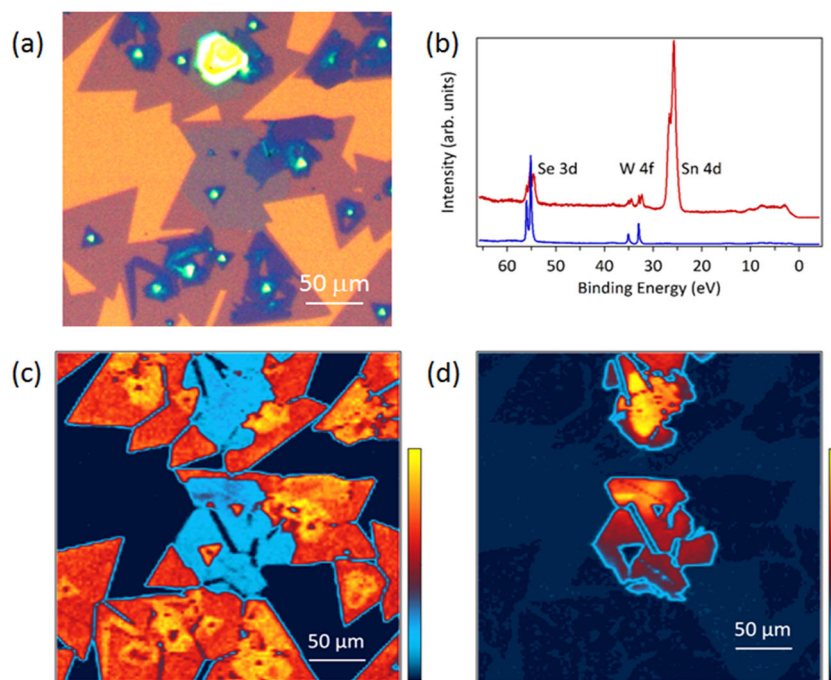 (a)
50 μm
(b)
Intensity (arb. units)
Se 3d
W 4f
Sn 4d
60
50
40
30
20
10
0
Binding Energy (eV)
(c)
50 μm
(d)
50 μm